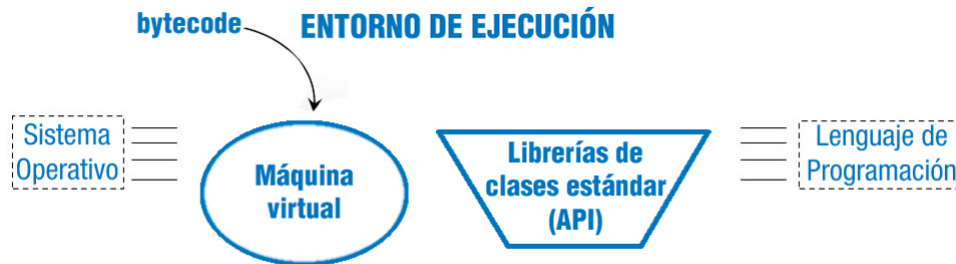 bytecode
ENTORNO DE EJECUCIÓN
Sistema
Operativo
Máquina
virtual
Librerías de
clases estándar
(API)
Lenguaje de
Programación